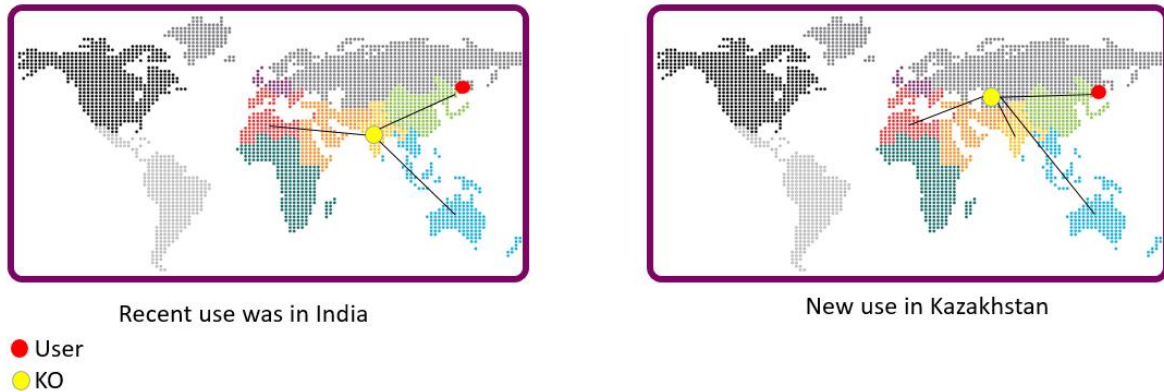 Recent use was in India
New use in Kazakhstan
User
KO